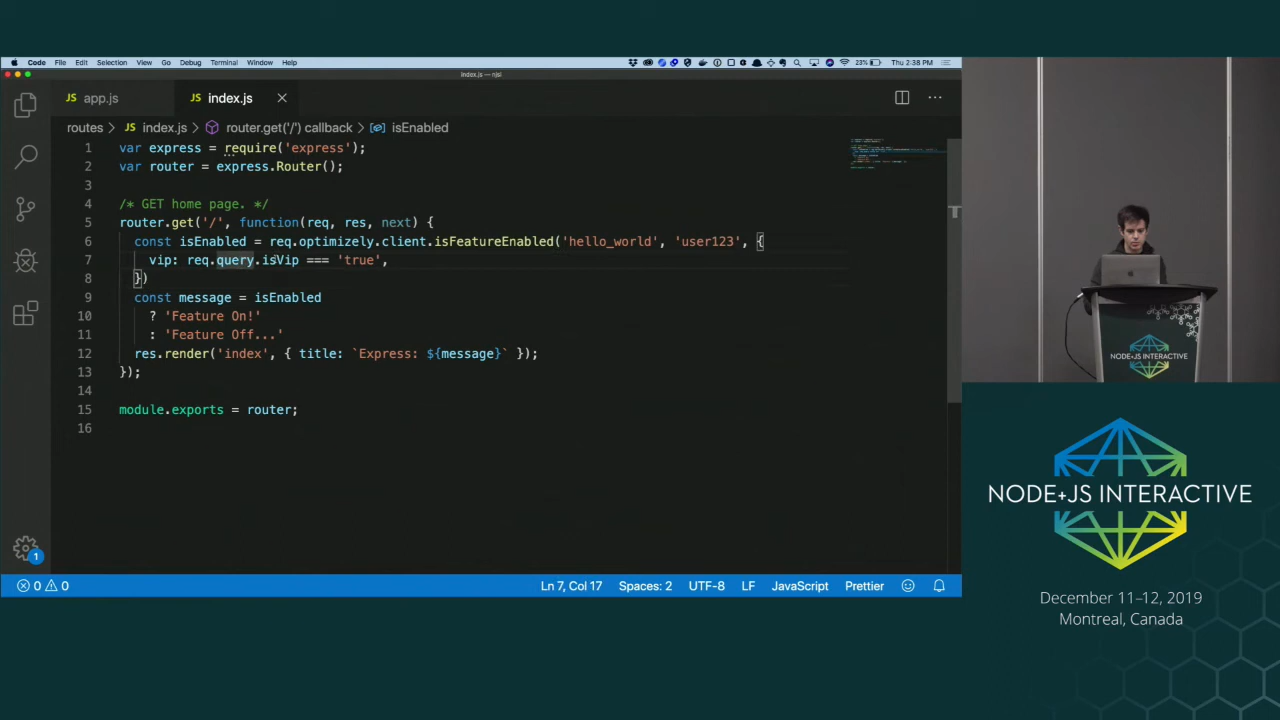 Code File Edit Selection View Go Debug Terminal Window Help
23% Thu 2:38 PM
index.js — njsi
JS app.js
JS index.js
routes > JS index.js > router.get('/') callback > isEnabled
1 var express = require('express');
2 var router = express.Router();
3
4 /* GET home page. */
5 router.get('/', function(req, res, next) {
6 const isEnabled = req.optimizely.client.isFeatureEnabled('hello_world', 'user123', {
7 vip: req.query.isVip === 'true',
8 })
9 const message = isEnabled
10 ? 'Feature On!'
11 : 'Feature Off...'
12 res.render('index', { title: `Express: ${message}` });
13 });
14
15 module.exports = router;
16
1
0 0 Ln 7, Col 17 Spaces: 2 UTF-8 LF JavaScript Prettier
NODE+JS INTERACTIVE
NODE+JS INTERACTIVE
December 11–12, 2019
Montreal, Canada